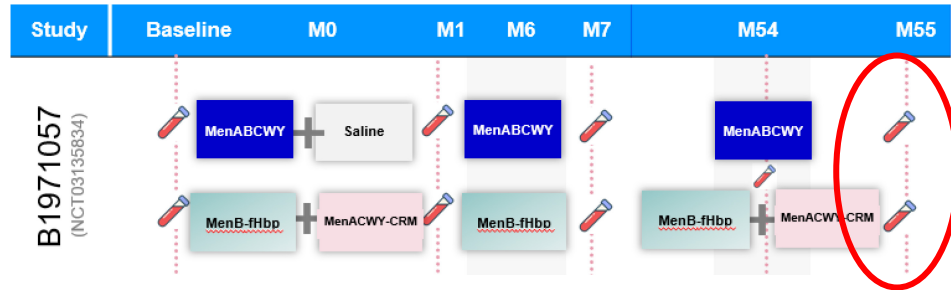 Study Baseline M0 M1 M6 M7 M54 M55
B1971057
(NCT03135834)
MenABCWY + Saline MenABCWY MenABCWY
MenB-fHbp + MenACWY-CRM MenB-fHbp MenB-fHbp + MenACWY-CRM